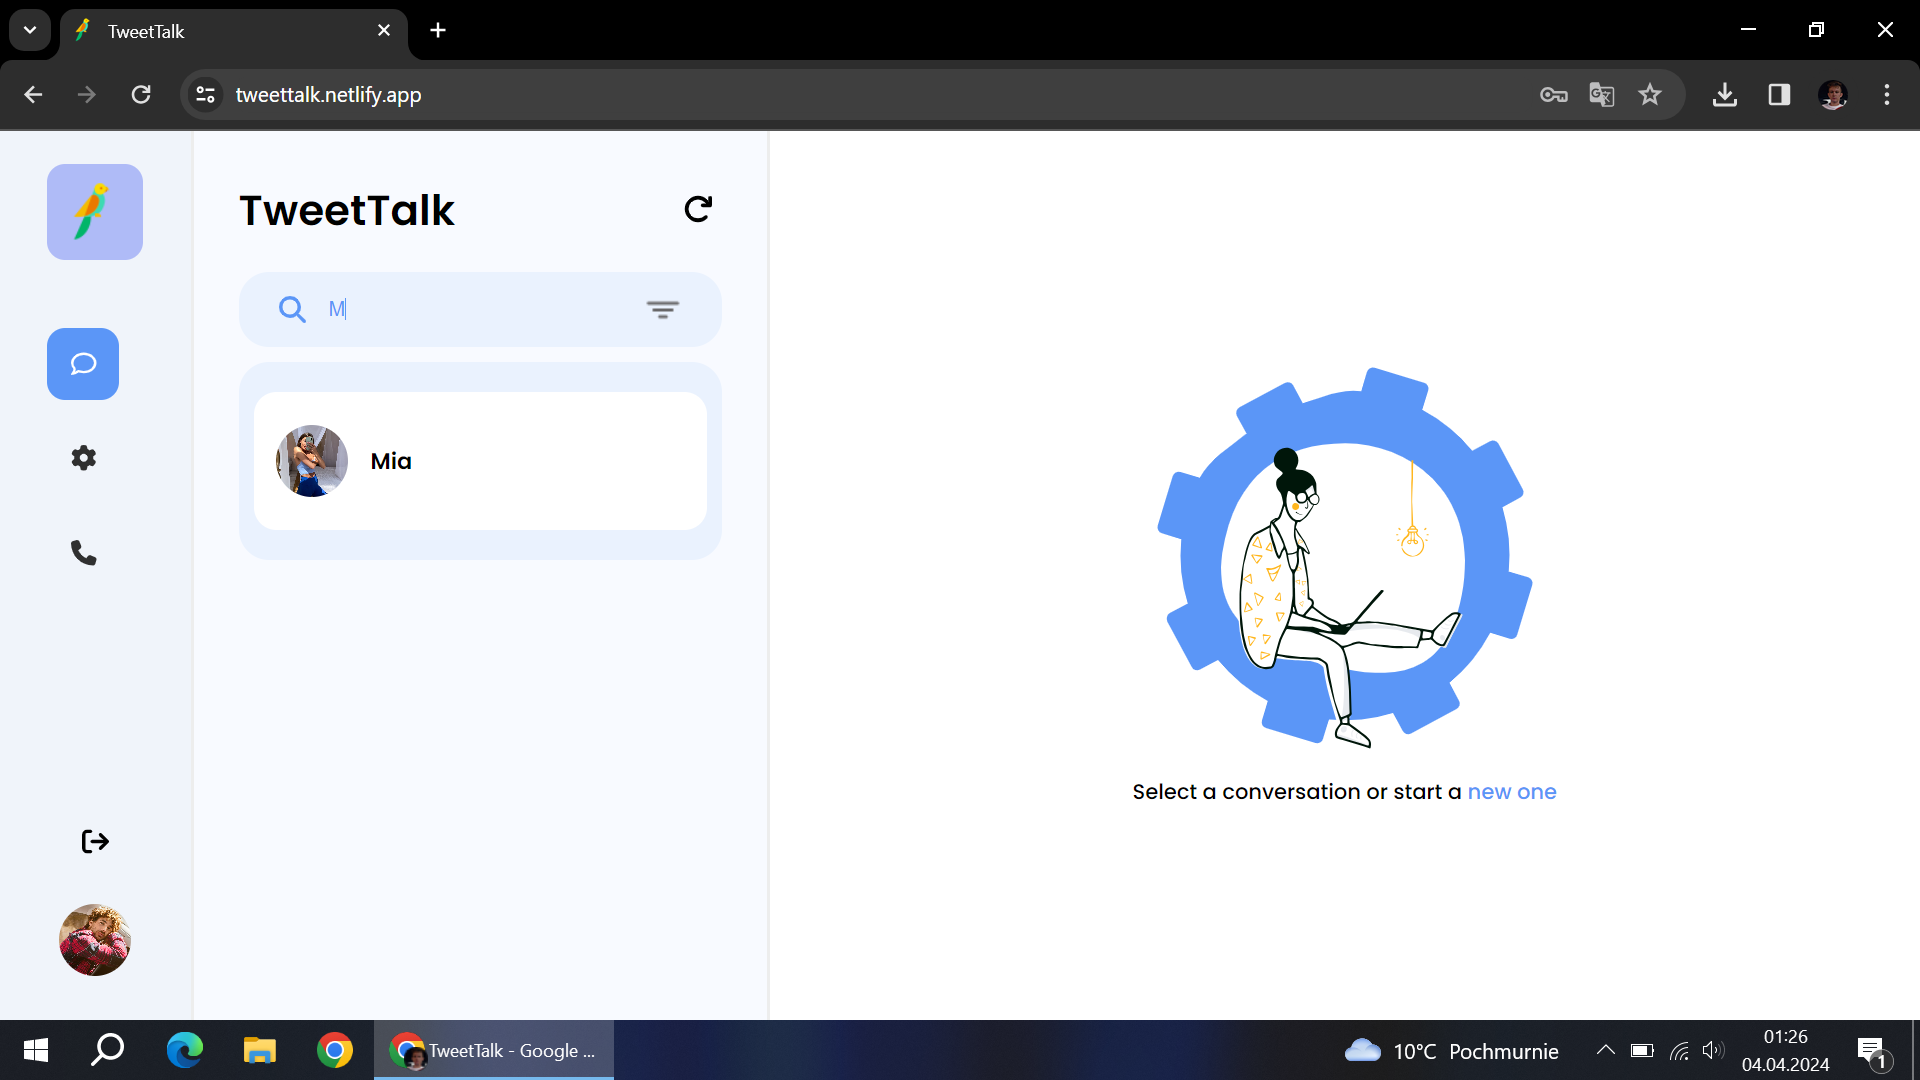 TweetTalk
tweettalk.netlify.app
TweetTalk
M
Mia
Select a conversation or start a new one
TweetTalk - Google ...
10°C Pochmurnie
01:26
04.04.2024
1